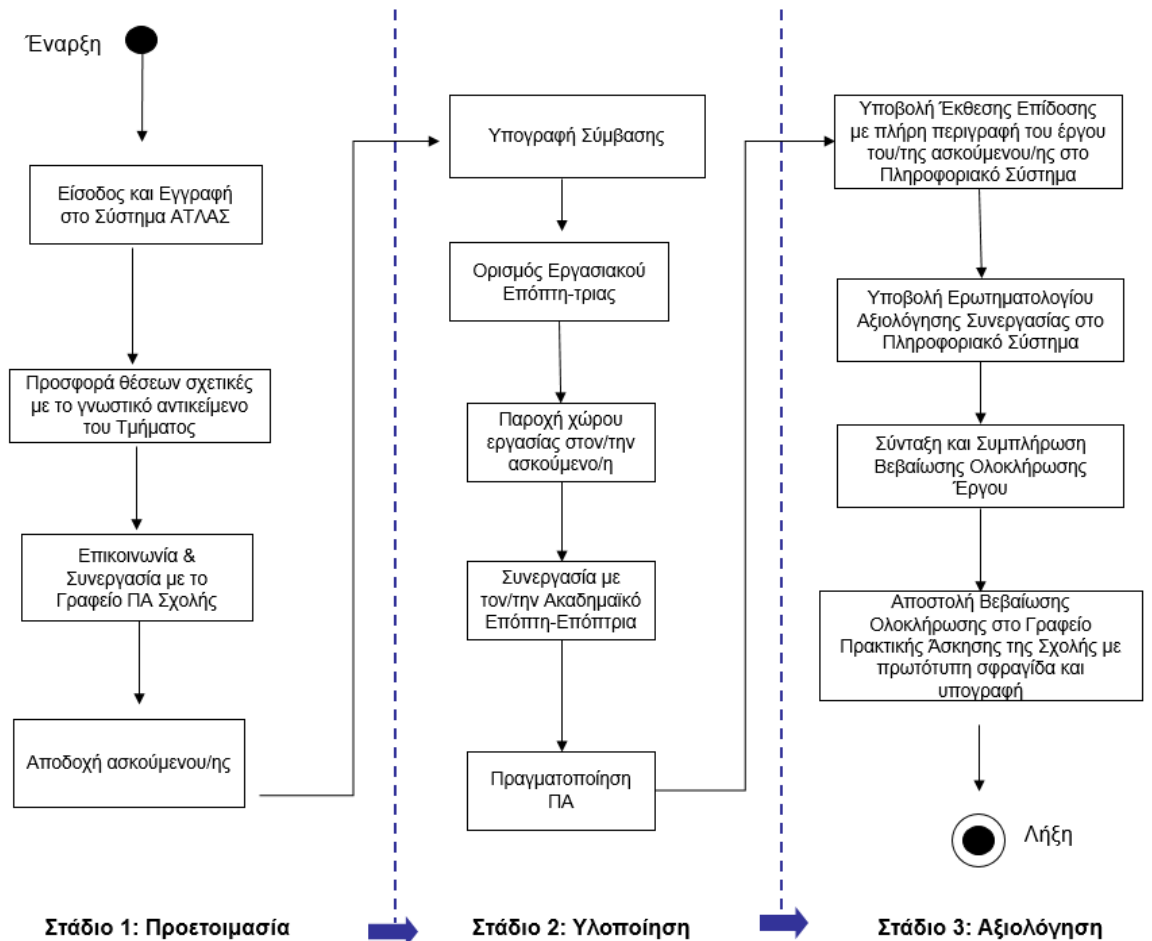 Έναρξη
Είσοδος και Εγγραφή
στο Σύστημα ΑΤΛΑΣ
Προσφορά θέσεων σχετικές
με το γνωστικό αντικείμενο
του Τμήματος
Επικοινωνία &
Συνεργασία με το
Γραφείο ΠΑ Σχολής
Αποδοχή ασκούμενου/ης
Στάδιο 1: Προετοιμασία
Υπογραφή Σύμβασης
Ορισμός Εργασιακού
Επόπτη-τριας
Παροχή χώρου
εργασίας στον/την
ασκούμενο/η
Συνεργασία με
τον/την Ακαδημαϊκό
Επόπτη-Επόπτρια
Πραγματοποίηση
ΠΑ
Στάδιο 2: Υλοποίηση
Υποβολή Έκθεσης Επίδοσης
με πλήρη περιγραφή του έργου
του/της ασκούμενου/ης στο
Πληροφοριακό Σύστημα
Υποβολή Ερωτηματολογίου
Αξιολόγησης Συνεργασίας στο
Πληροφοριακό Σύστημα
Σύνταξη και Συμπλήρωση
Βεβαίωσης Ολοκλήρωσης
Έργου
Αποστολή Βεβαίωσης
Ολοκλήρωσης στο Γραφείο
Πρακτικής Άσκησης της Σχολής με
πρωτότυπη σφραγίδα και
υπογραφή
Λήξη
Στάδιο 3: Αξιολόγηση